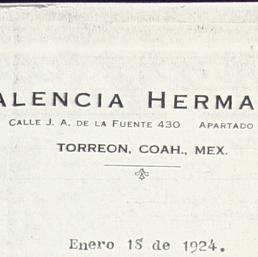 ALENCIA HERMA
CALLE J. A. DE LA FUENTE 430 APARTADO
TORREON, COAH., MEX.
Enero 18 de 1924.